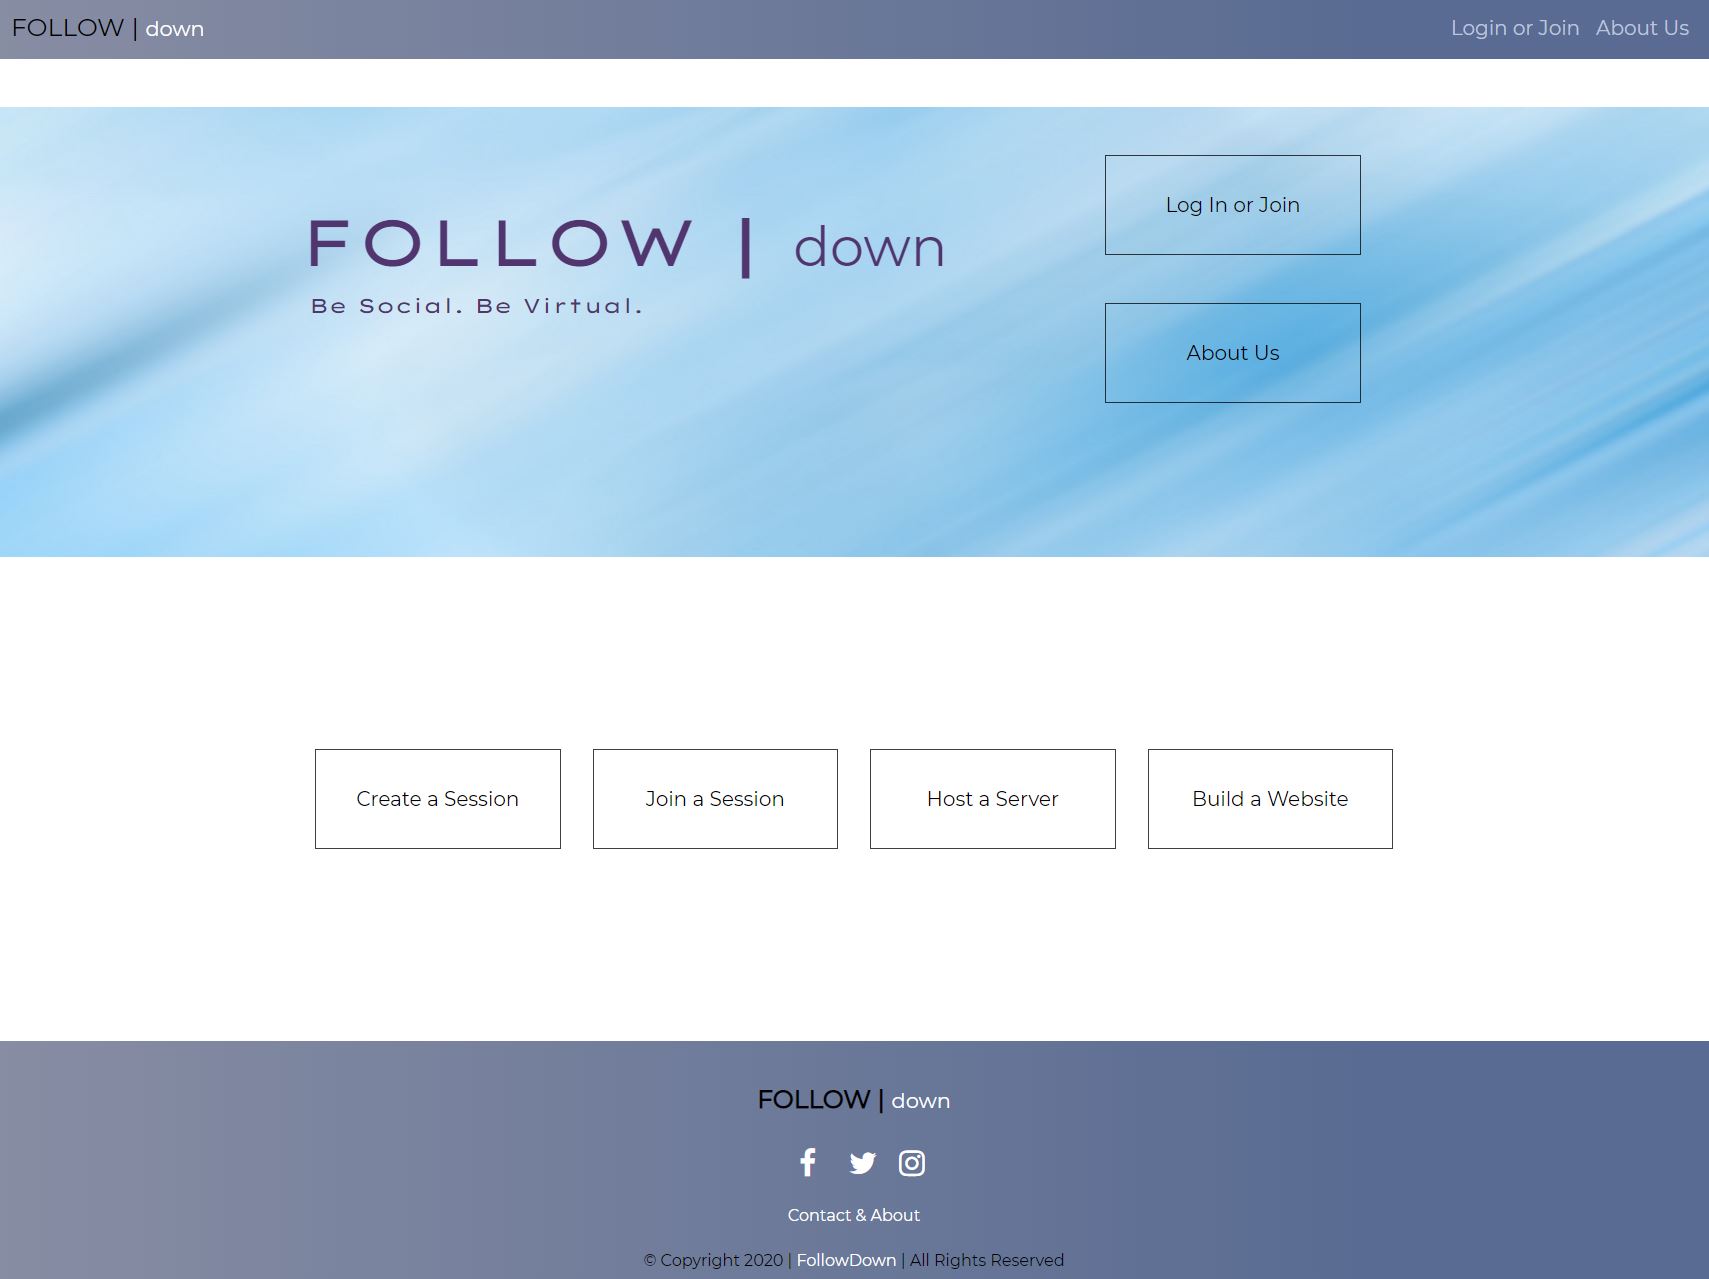 FOLLOW | down
Login or Join About Us
FOLLOW | down
Be Social. Be Virtual.
Log In or Join
About Us
Create a Session
Join a Session
Host a Server
Build a Website
FOLLOW | down
Contact & About
© Copyright 2020 | FollowDown | All Rights Reserved